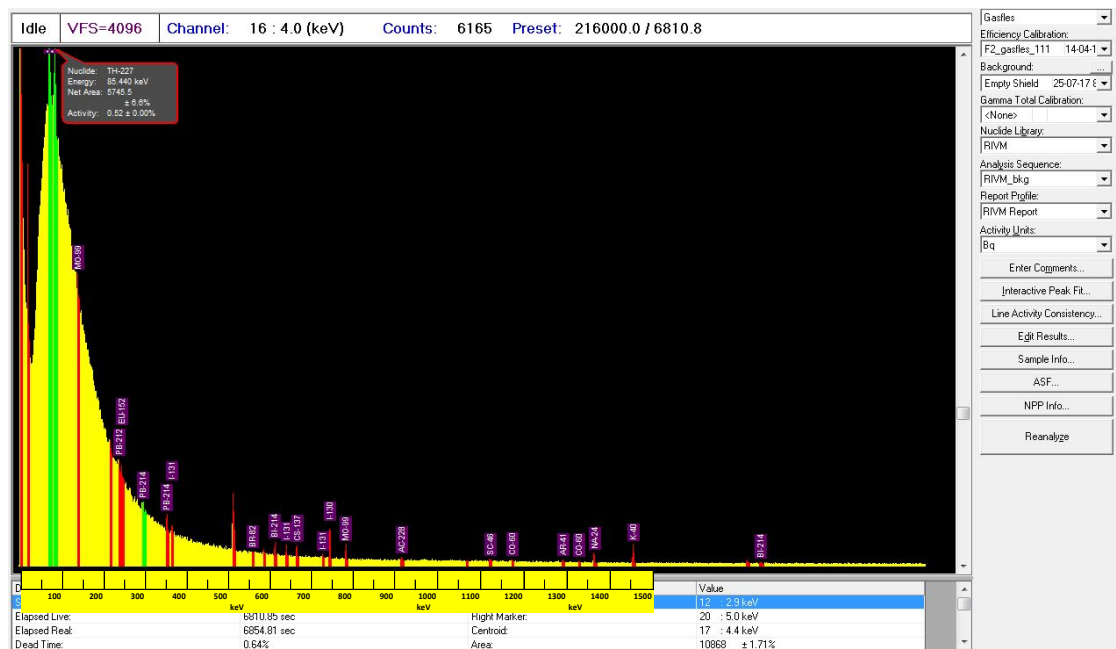 Idle VFS=4096 Channel: 16 : 4.0 (keV) Counts: 6165 Preset: 216000.0 / 6810.8
Nuclide: TH-227
Energy: 85.440 keV
Net Area: 5745.5
± 6.6%
Activity: 0.52 ± 0.00%
MO-99
PB-212
EU-152
PB-214
PB-214
I-131
BR-82
BI-214
I-131
CS-137
I-131
I-130
MO-99
AC-228
SC-46
CO-60
AR-41
CO-60
NA-24
K-40
BI-214
100 200 300 400 500 600 700 800 900 1000 1100 1200 1300 1400 1500
keV keV keV keV
Value
12 : 2.9 keV
Elapsed Live: 6810.85 sec Right Marker: 20 : 5.0 keV
Elapsed Real: 6854.81 sec Centroid: 17 : 4.4 keV
Dead Time: 0.64% Area: 10868 ± 1.71%
Gasfles
Efficiency Calibration:
F2_gasfles_111 14-04-1
Background:
...
Empty Shield 25-07-17 8
Gamma Total Calibration:
<None>
Nuclide Library:
RIVM
Analysis Sequence:
RIVM_bkg
Report Profile:
RIVM Report
Activity Units:
Bq
Enter Comments...
Interactive Peak Fit...
Line Activity Consistency...
Edit Results...
Sample Info...
ASF...
NPP Info...
Reanalyze